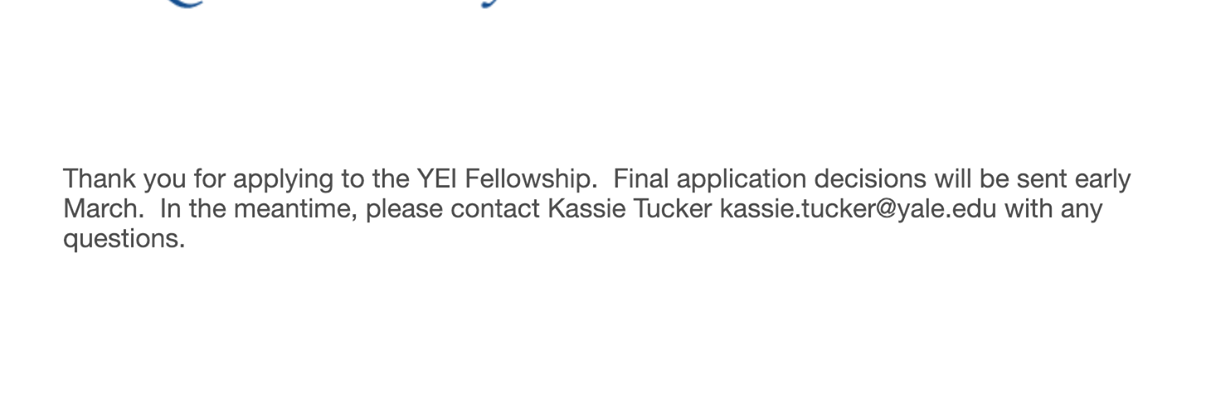 Thank you for applying to the YEI Fellowship.  Final application decisions will be sent early
March.  In the meantime, please contact Kassie Tucker kassie.tucker@yale.edu with any
questions.